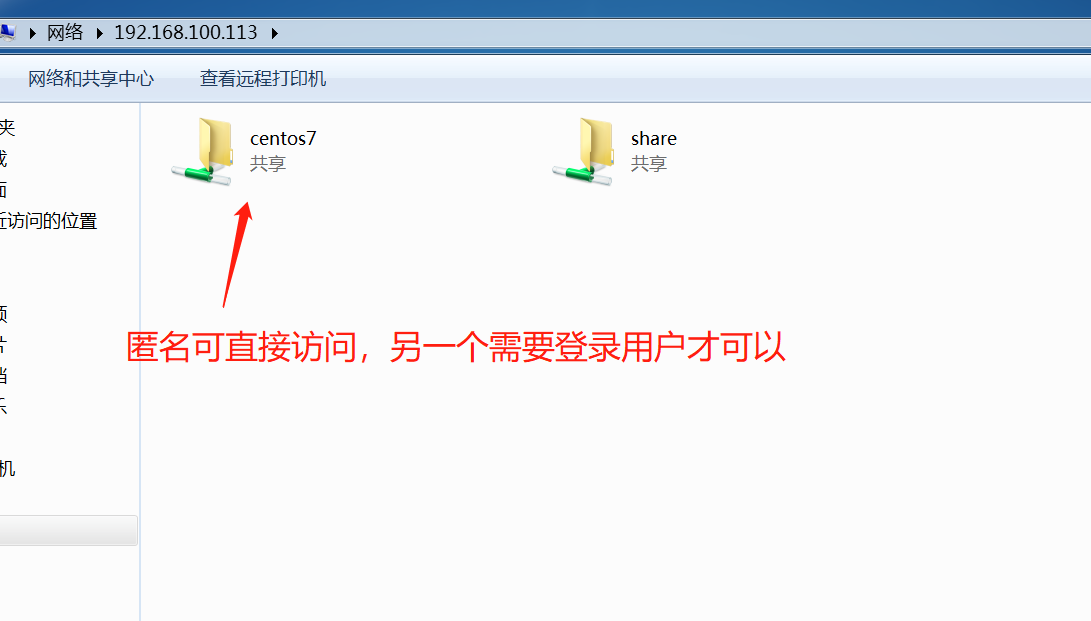 网络 192.168.100.113
网络和共享中心 查看远程打印机
夹
centos7
share
共享
共享
面
近访问的位置
片
匿名可直接访问，另一个需要登录用户才可以
档
乐
机